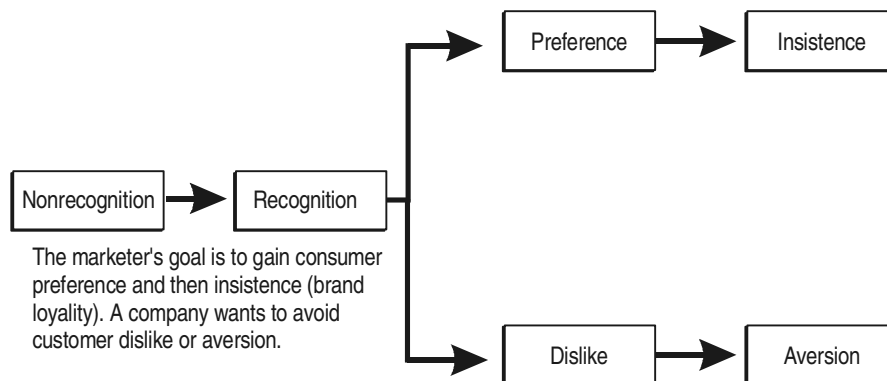 Preference
Insistence
Nonrecognition
Recognition
The marketer's goal is to gain consumer
preference and then insistence (brand
loyality). A company wants to avoid
customer dislike or aversion.
Dislike
Aversion